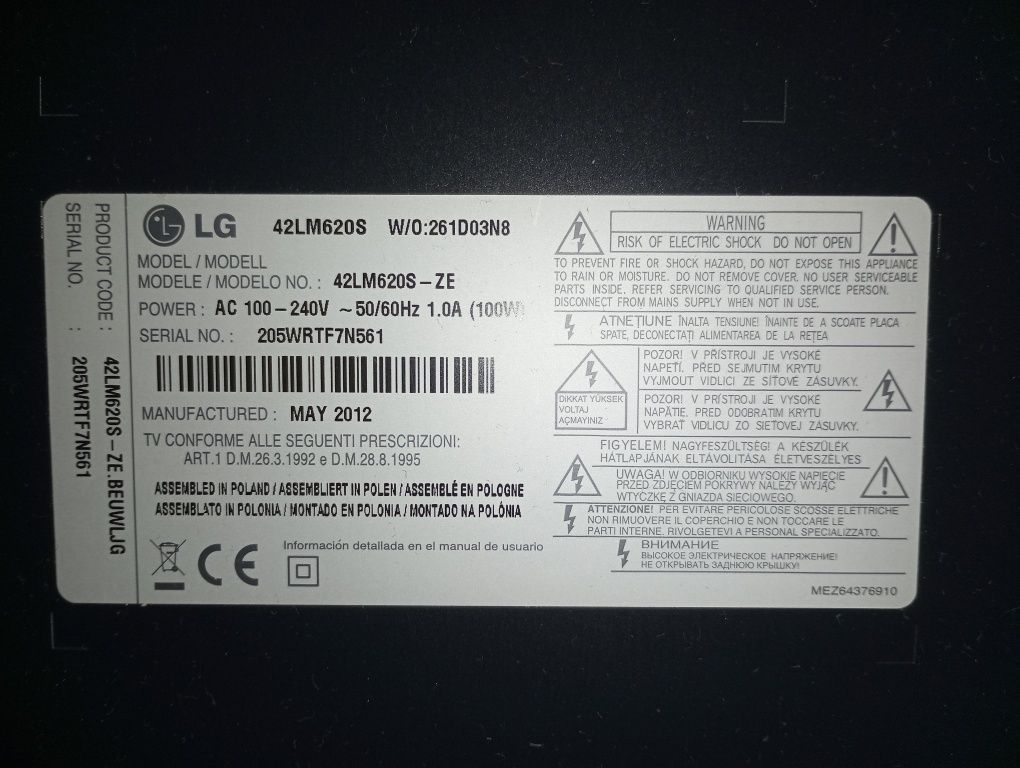 PRODUCT CODE : 42LM620S-ZE.BEUWLJG
SERIAL NO. : 205WRTF7N561
LG 42LM620S W/O:261D03N8
MODEL / MODELL
MODELE / MODELO NO. : 42LM620S-ZE
POWER : AC 100-240V ~50/60Hz 1.0A (100W)
SERIAL NO. : 205WRTF7N561
MANUFACTURED : MAY 2012
TV CONFORME ALLE SEGUENTI PRESCRIZIONI:
ART.1 D.M.26.3.1992 e D.M.28.8.1995
ASSEMBLED IN POLAND / ASSEMBLIERT IN POLEN / ASSEMBLÉ EN POLOGNE
ASSEMBLATO IN POLONIA / MONTADO EN POLONIA / MONTADO NA POLÔNIA
CE
Información detallada en el manual de usuario
WARNING
RISK OF ELECTRIC SHOCK DO NOT OPEN
TO PREVENT FIRE OR SHOCK HAZARD, DO NOT EXPOSE THIS APPLIANCE
TO RAIN OR MOISTURE. DO NOT REMOVE COVER. NO USER SERVICEABLE
PARTS INSIDE. REFER SERVICING TO QUALIFIED SERVICE PERSON.
DISCONNECT FROM MAINS SUPPLY WHEN NOT IN USE.
ATNEŢIUNE ÎNALTA TENSIUNE! ÎNAINTE DE A SCOATE PLACA
SPATE, DECONECTAŢI ALIMENTAREA DE LA REŢEA
DIKKAT YÜKSEK
VOLTAJ
AÇMAYINIZ
POZOR! V PŘÍSTROJI JE VYSOKÉ
NAPETÍ. PŘED SEJMUTIM KRYTU
VYJMOUT VIDLICI ZE SÍTOVÉ ZÁSUVKY.
POZOR! V PRÍSTROJI JE VYSOKÉ
NAPÄTIE. PRED ODOBRATIM KRYTU
VYBRAŤ VIDLICU ZO SIETOVEJ ZÁSUVKY.
FIGYELEM! NAGYFESZÜLTSÉG! A KÉSZÜLÉK
HÁTLAPJÁNAK ELTÁVOLÍTÁSA ÉLETVESZÉLYES
UWAGA! W ODBIORNIKU WYSOKIE NAPIĘCIE
PRZED ZDJĘCIEM POKRYWY NALEŻY WYJĄĆ
WTYCZKĘ Z GNIAZDA SIECIOWEGO.
ATTENZIONE! PER EVITARE PERICOLOSE SCOSSE ELETTRICHE
NON RIMUOVERE IL COPERCHIO E NON TOCCARE LE
PARTI INTERNE. RIVOLGETEVI A PERSONAL SPECIALIZZATO.
ВНИМАНИЕ
ВЫСОКОЕ ЭЛЕКТРИЧЕСКОЕ НАПРЯЖЕНИЕ!
НЕ ОТКРЫВАТЬ ЗАДНЮЮ КРЫШКУ!
MEZ64376910